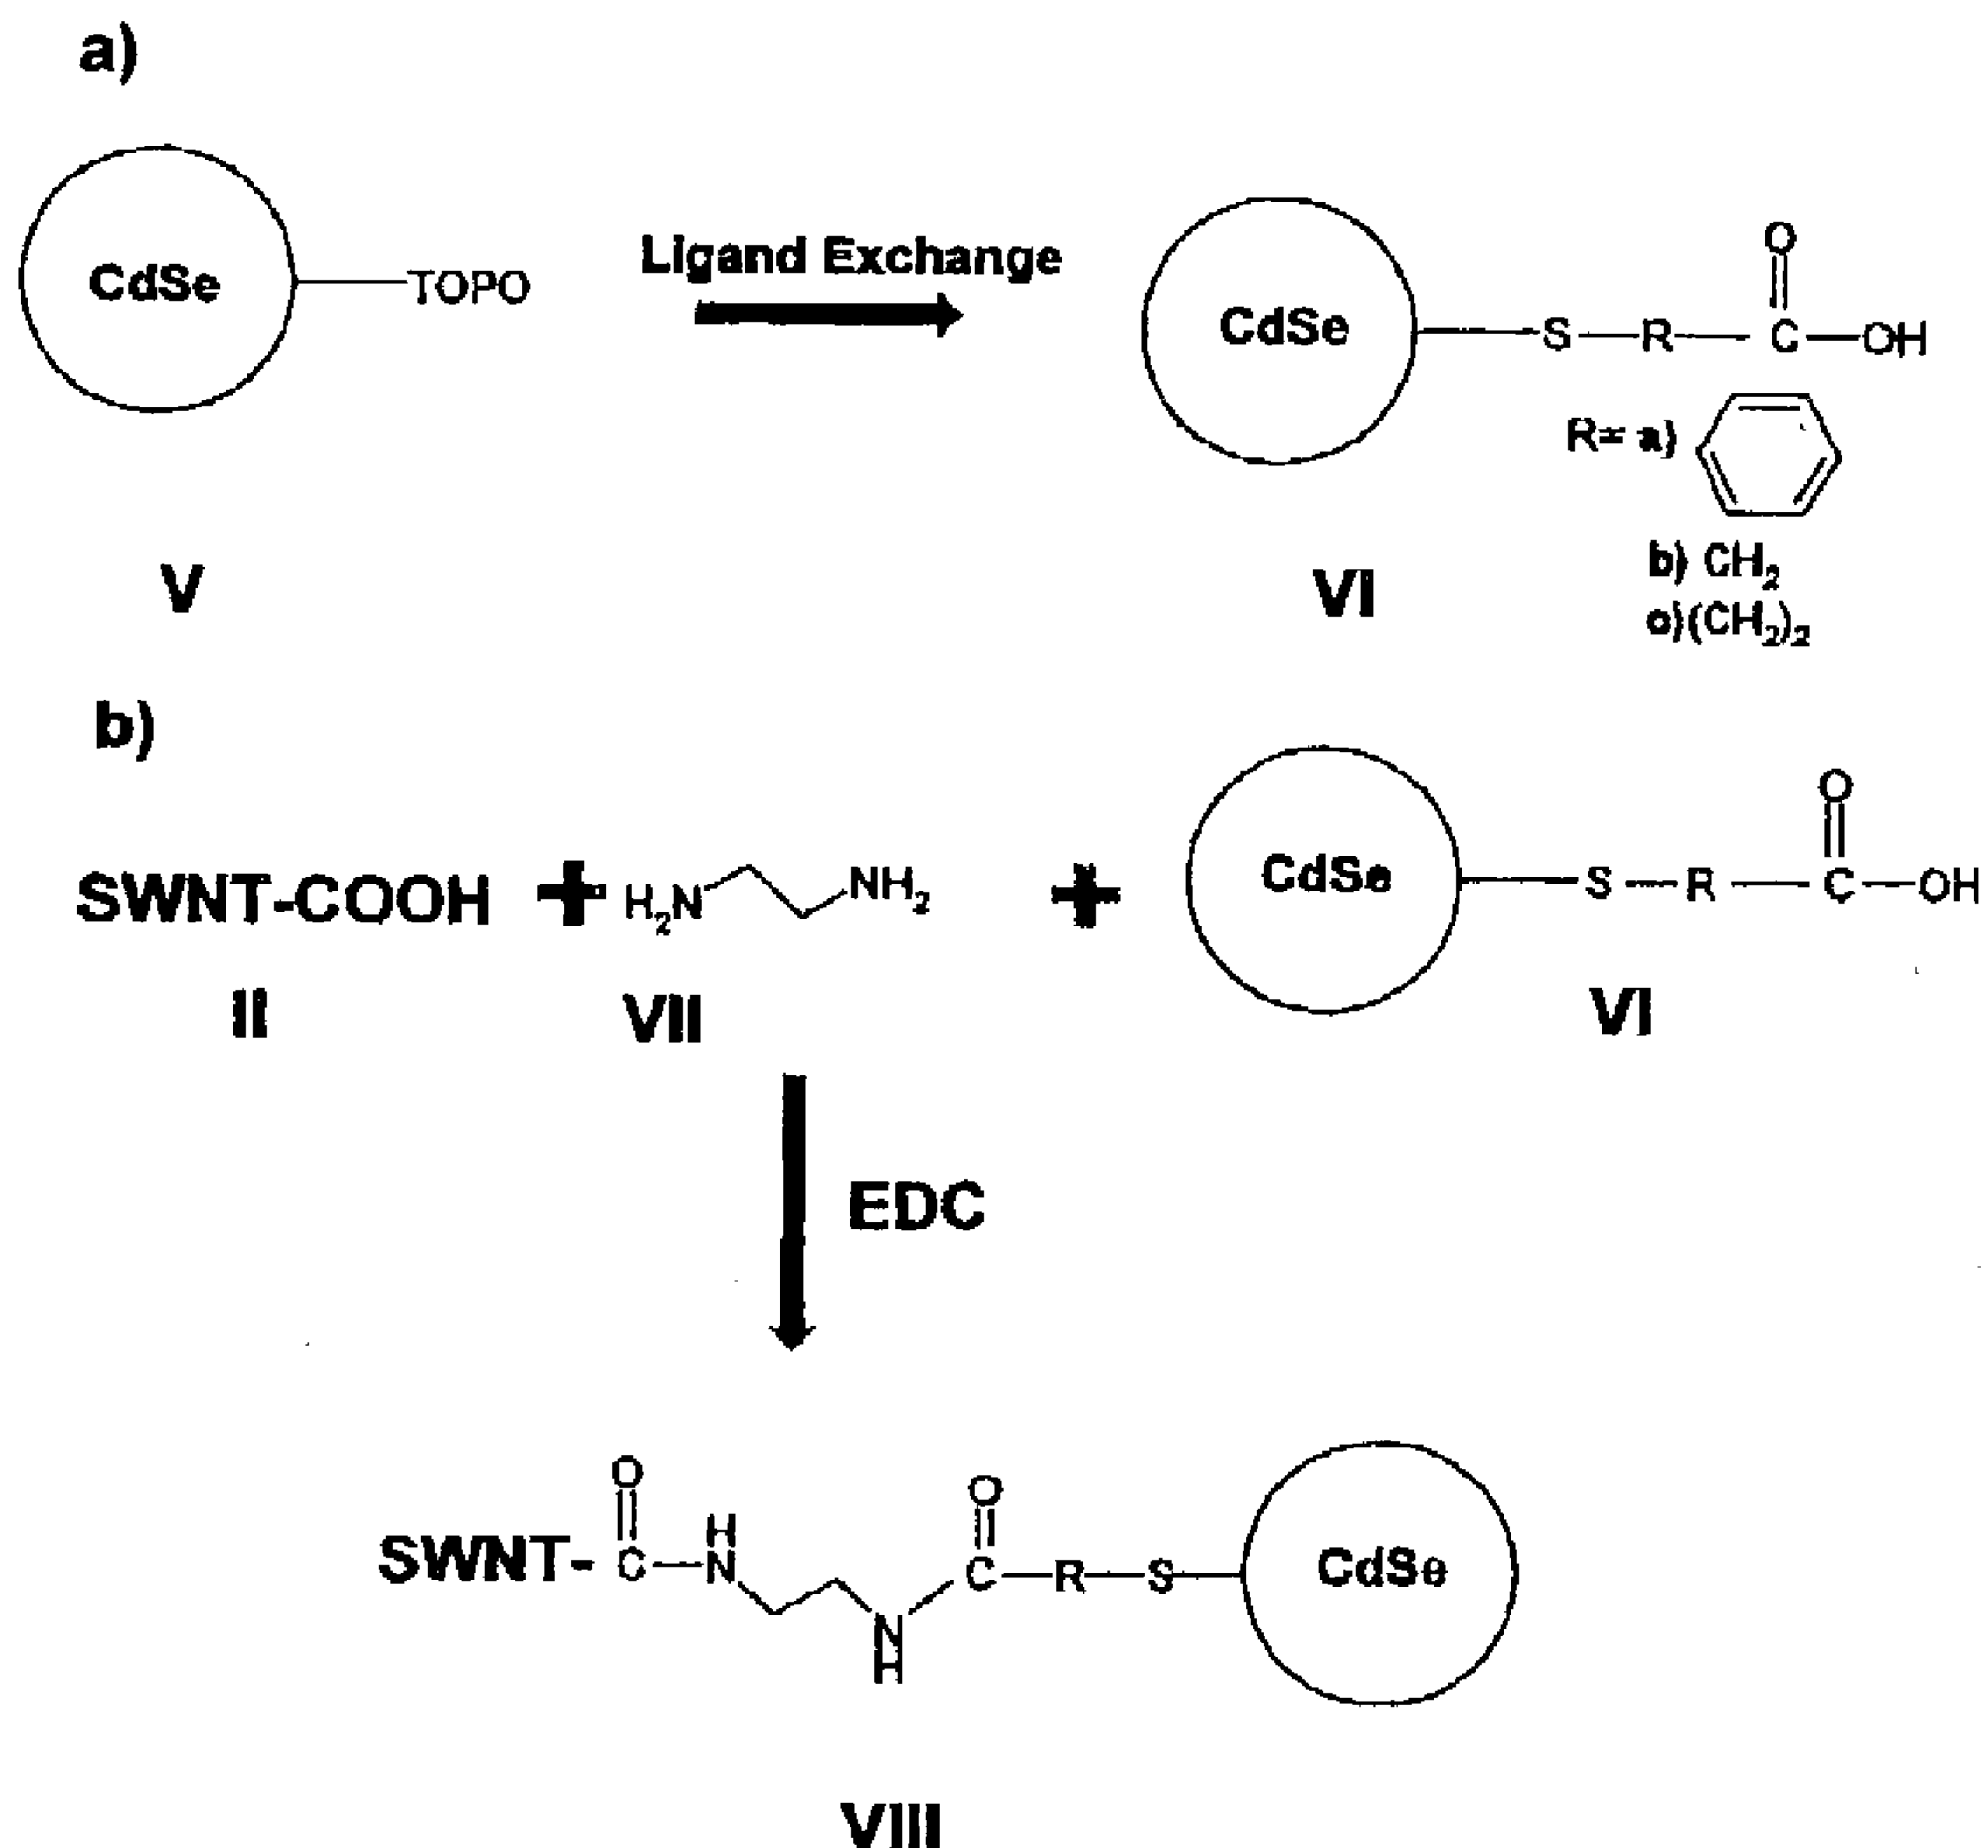 a)
CdSe
TOPO
Ligand Exchange
CdSe
S
R
C
O
OH
R= a)
b) CH2
c)(CH2)2
V
VI
b)
SWNT-COOH + H2N NH2 + CdSe S R C O OH
II
VII
VI
EDC
SWNT- C O N H N H C O R S CdSe
VIII